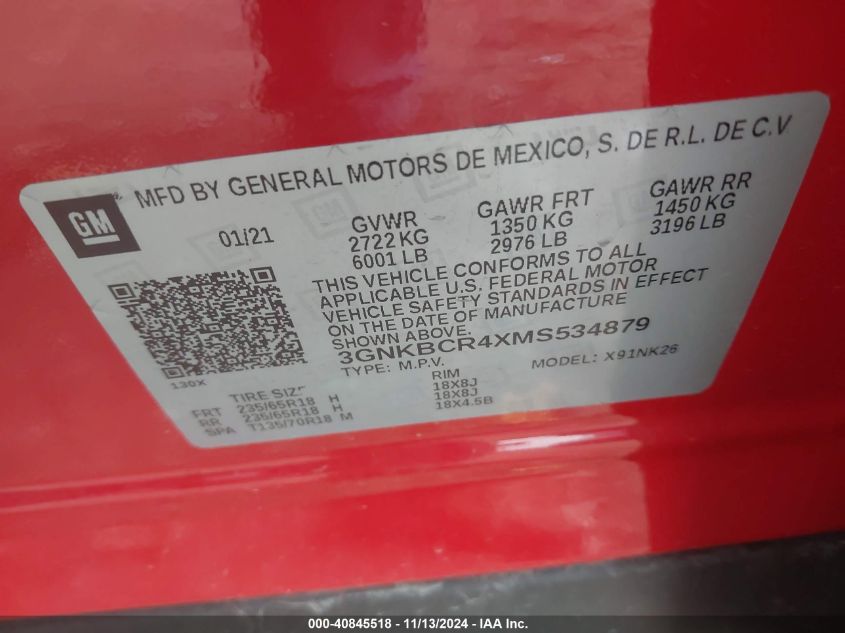 GM
MFD BY GENERAL MOTORS DE MEXICO, S. DE R.L. DE C.V
01/21
GVWR
2722 KG
6001 LB
GAWR FRT
1350 KG
2976 LB
GAWR RR
1450 KG
3196 LB
THIS VEHICLE CONFORMS TO ALL
APPLICABLE U.S. FEDERAL MOTOR
VEHICLE SAFETY STANDARDS IN EFFECT
ON THE DATE OF MANUFACTURE
SHOWN ABOVE.
3GNKBCR4XMS534879
TYPE: M.P.V. MODEL: X91NK26
130X
TIRE SIZE RIM
FRT 235/65R18 H 18X8J
RR 235/65R18 H 18X8J
SPA T135/70R18 M 18X4.5B
000-40845518 - 11/13/2024 - IAA Inc.